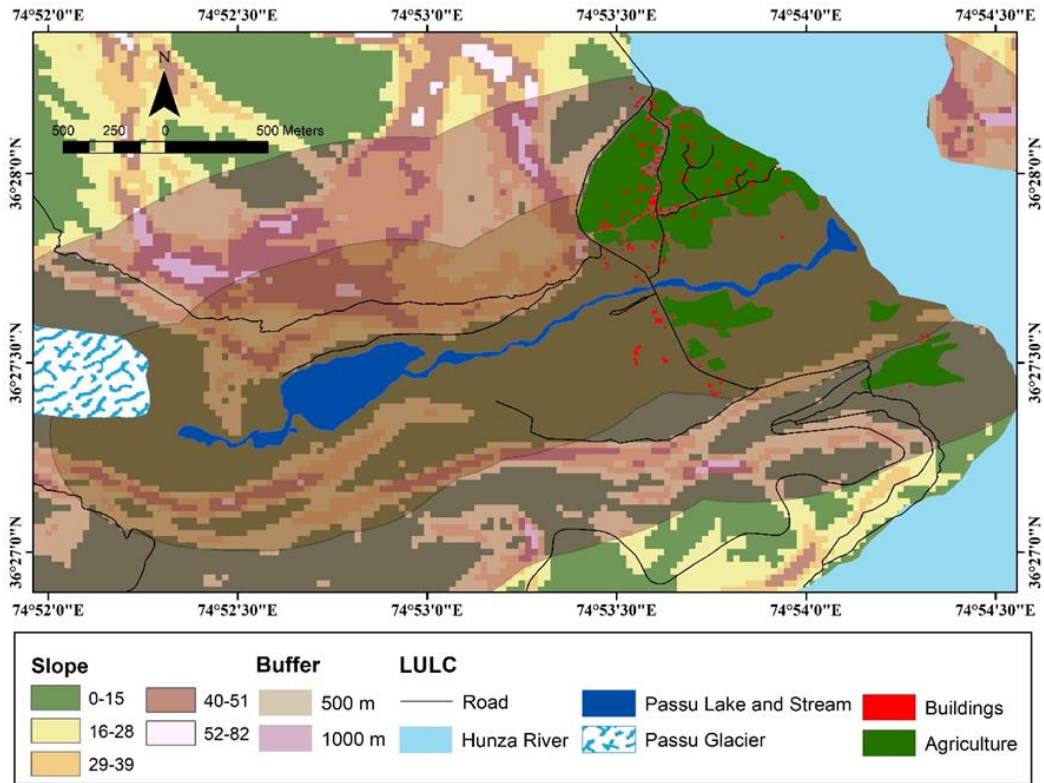 74°52'0"E 74°52'30"E 74°53'0"E 74°53'30"E 74°54'0"E 74°54'30"E
N
500 250 0 500 Meters
36°28'0"N 36°28'0"N
36°27'30"N 36°27'30"N
36°27'0"N 36°27'0"N
74°52'0"E 74°52'30"E 74°53'0"E 74°53'30"E 74°54'0"E 74°54'30"E
Slope
0-15
16-28
29-39
40-51
52-82
Buffer
500 m
1000 m
LULC
Road
Hunza River
Passu Lake and Stream
Passu Glacier
Buildings
Agriculture